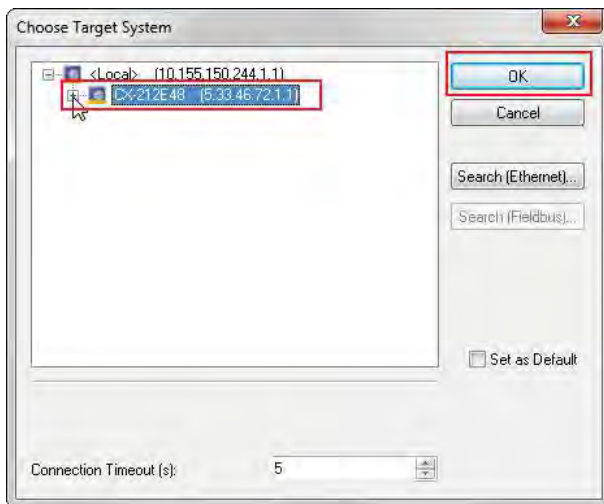 Choose Target System
<Local> (10.155.150.244.1.1)
CX-212E48 (5.33.46.72.1.1)
OK
Cancel
Search (Ethernet)...
Search (Fieldbus)...
Set as Default
Connection Timeout (s): 5